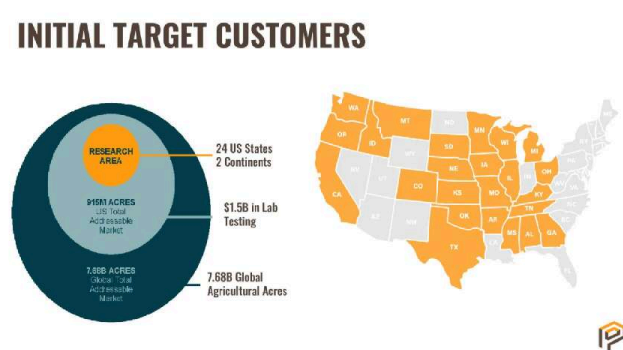 INITIAL TARGET CUSTOMERS
RESEARCH
AREA
915M ACRES
US Total
Addressable
Market
7.68B ACRES
Global Total
Addressable
Market
24 US States
2 Continents
$1.5B in Lab
Testing
7.68B Global
Agricultural Acres
WA
MT
ND
MN
OR
ID
SD
WI
MI
NE
IA
IL
OH
CA
CO
KS
MO
KY
TN
OK
AR
TX
MS
AL
GA
LA
FL